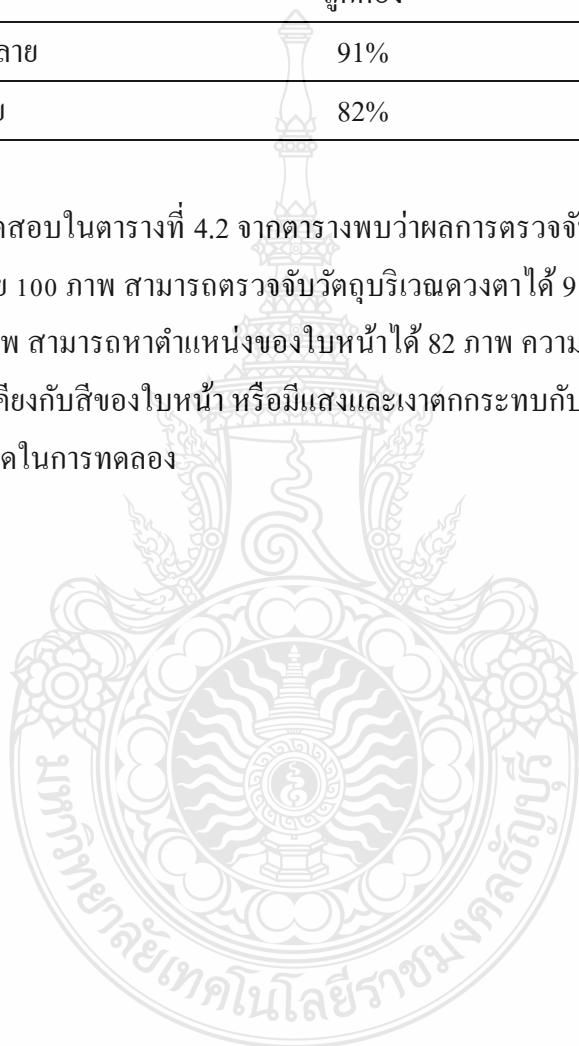 ลาย 91%
82%
ดสอบในตารางที่ 4.2 จากตารางพบว่าผลการตรวจจั
100 ภาพ สามารถตรวจจับวัตถุบริเวณดวงตาได้ 9
พ สามารถหาตำแหน่งของใบหน้าได้ 82 ภาพ ความ
คียงกับสีของใบหน้า หรือมีแสงและเงาตกกระทบกับ
ดในการทดลอง
มหาวิทยาลัยเทคโนโลยีราชมงคลธัญบุรี